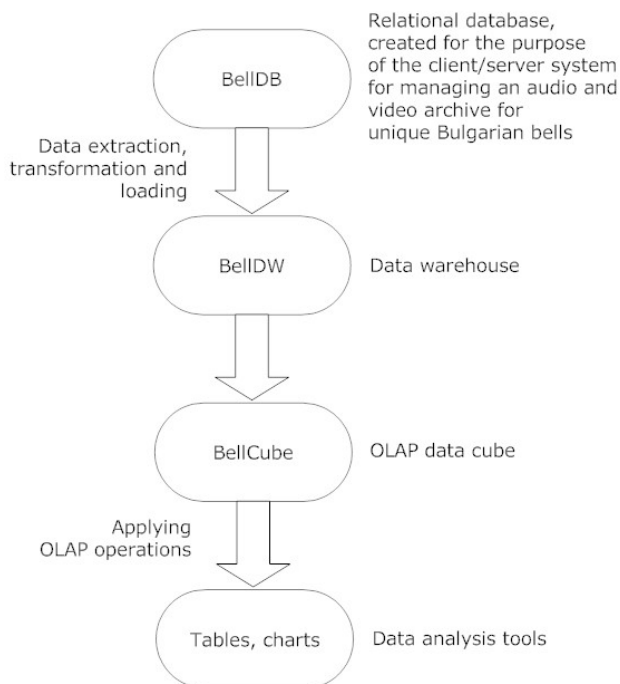 BellDB
Relational database,
created for the purpose
of the client/server system
for managing an audio and
video archive for
unique Bulgarian bells
Data extraction,
transformation and
loading
BellDW
Data warehouse
BellCube
OLAP data cube
Applying
OLAP operations
Tables, charts
Data analysis tools